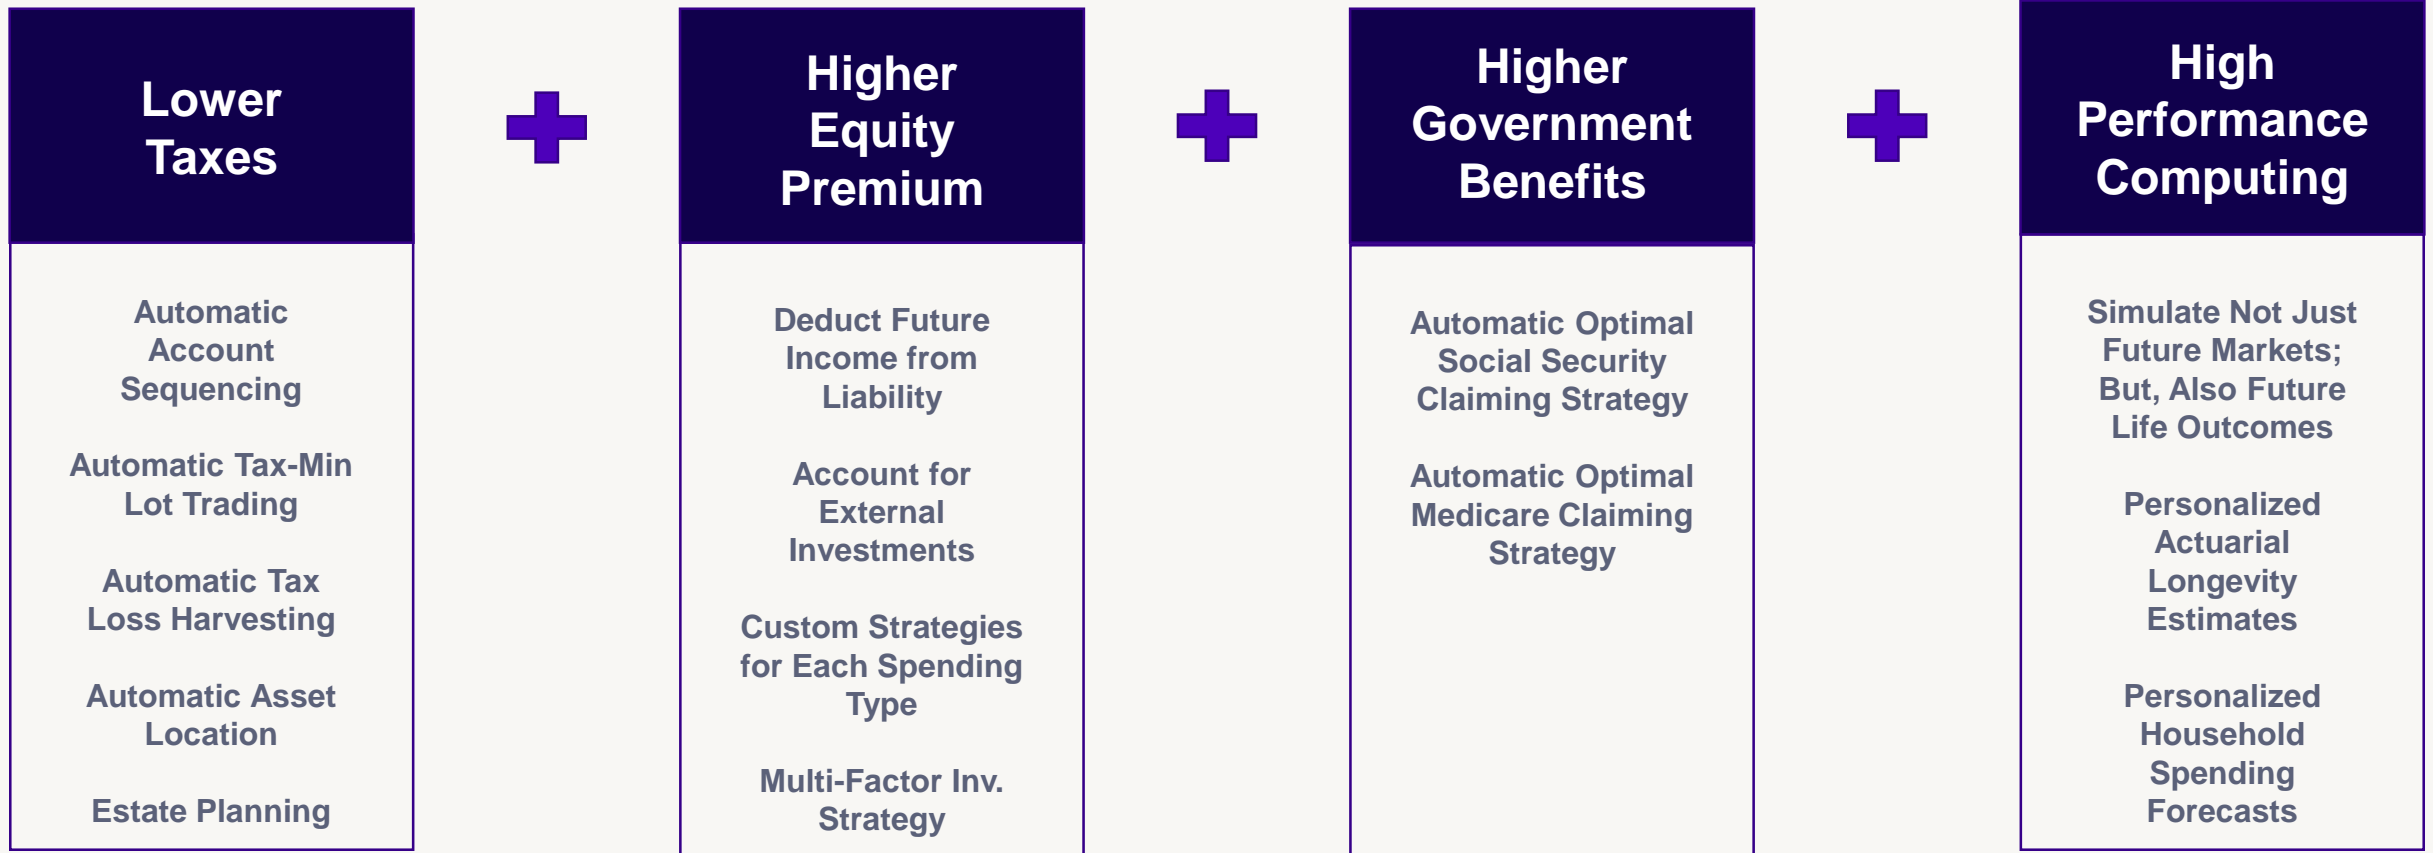 Lower
Taxes
Automatic
Account
Sequencing
Automatic Tax-Min
Lot Trading
Automatic Tax
Loss Harvesting
Automatic Asset
Location
Estate Planning
Higher
Equity
Premium
Deduct Future
Income from
Liability
Account for
External
Investments
Custom Strategies
for Each Spending
Type
Multi-Factor Inv.
Strategy
Higher
Government
Benefits
Automatic Optimal
Social Security
Claiming Strategy
Automatic Optimal
Medicare Claiming
Strategy
High
Performance
Computing
Simulate Not Just
Future Markets;
But, Also Future
Life Outcomes
Personalized
Actuarial
Longevity
Estimates
Personalized
Household
Spending
Forecasts